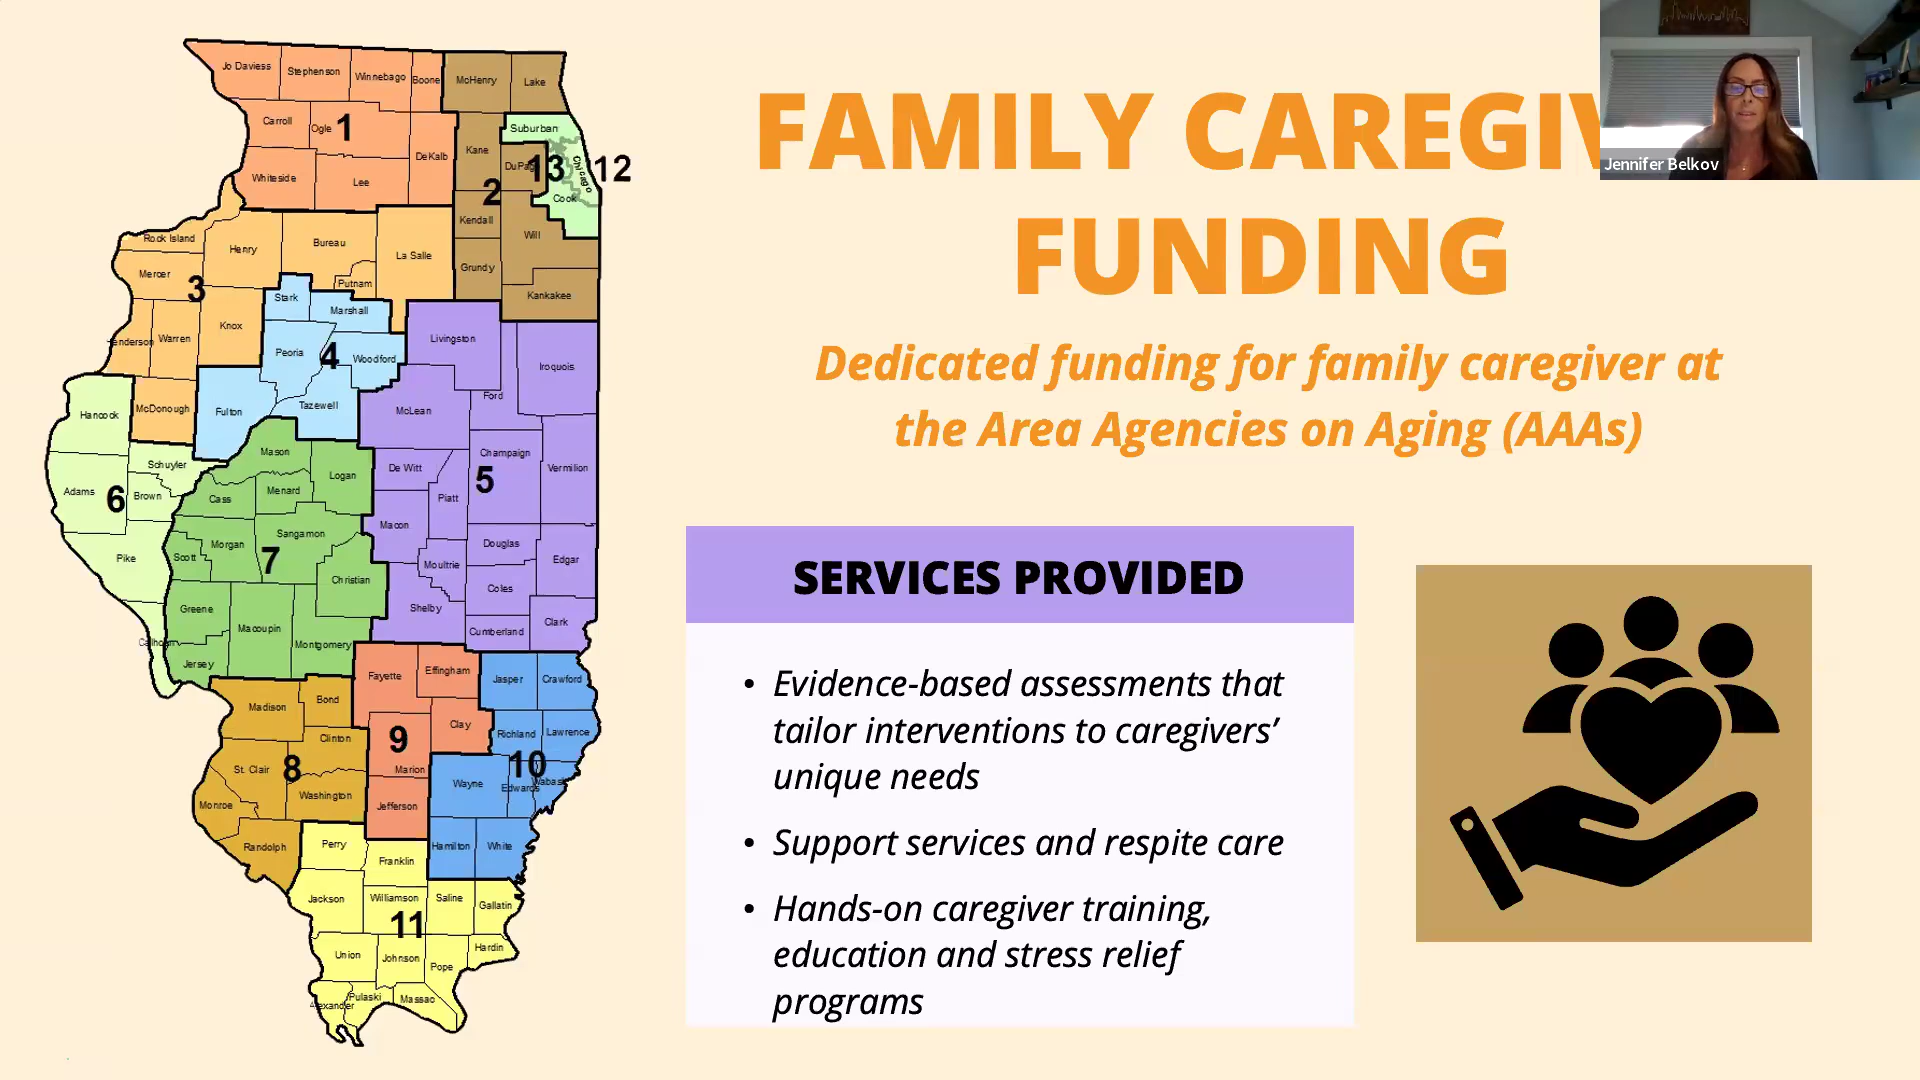 FAMILY CAREGIV
FUNDING
Dedicated funding for family caregiver at
the Area Agencies on Aging (AAAs)
SERVICES PROVIDED
• Evidence-based assessments that
tailor interventions to caregivers’
unique needs
• Support services and respite care
• Hands-on caregiver training,
education and stress relief
programs
Jennifer Belkov
Jo Daviess
Stephenson
Winnebago
Boone
McHenry
Lake
Carroll
Ogle
1
DeKalb
Whiteside
Lee
Kane
2
Suburban
DuPage
13
Chicago
12
Cook
Kendall
Will
Grundy
Kankakee
Rock Island
Henry
Bureau
La Salle
Mercer
3
Putnam
Knox
Henderson
Warren
McDonough
Stark
Marshall
Peoria
4
Woodford
Fulton
Tazewell
Livingston
Iroquois
Ford
McLean
Champaign
Vermilion
De Witt
Piatt
5
Macon
Douglas
Edgar
Moultrie
Coles
Shelby
Cumberland
Clark
Hancock
Schuyler
Adams
6
Brown
Pike
Calhoun
Mason
Logan
Menard
Cass
Sangamon
Morgan
Scott
7
Christian
Greene
Macoupin
Montgomery
Jersey
Madison
Bond
Clinton
St. Clair
8
Washington
Monroe
Randolph
Fayette
Effingham
Clay
9
Marion
Jefferson
Jasper
Crawford
Richland
Lawrence
10
Wayne
Edwards
Wabash
Hamilton
White
Perry
Franklin
Jackson
Williamson
Saline
Gallatin
11
Union
Johnson
Pope
Hardin
Alexander
Pulaski
Massac